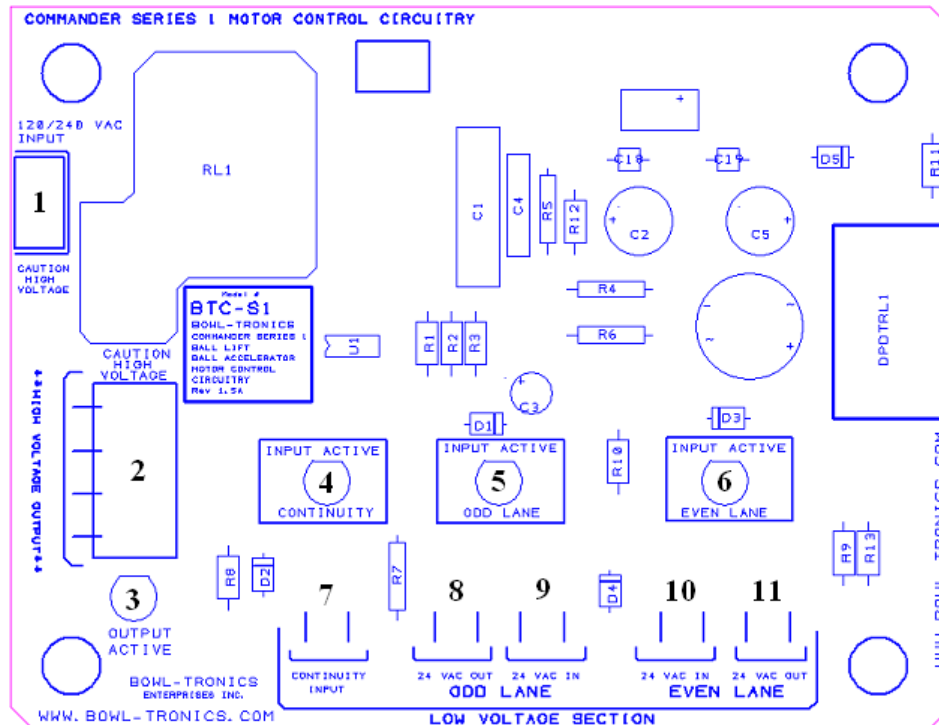 COMMANDER SERIES 1 MOTOR CONTROL CIRCUITRY
120/240 VAC
INPUT
1
CAUTION
HIGH
VOLTAGE
RL1
Model #
BTC-S1
BOWL-TRONICS
COMMANDER SERIES 1
BALL LIFT
BALL ACCELERATOR
MOTOR CONTROL
CIRCUITRY
Rev 1.5A
C1
C4
R5
R12
C18
C19
D5
R11
+
+
C2
C5
+
R4
R6
-
~
~
+
DPDTRL1
U1
R1
R2
R3
+
C3
D1
D3
R10
CAUTION
HIGH
VOLTAGE
**HIGH VOLTAGE OUTPUT**
2
INPUT ACTIVE
4
CONTINUITY
INPUT ACTIVE
5
ODD LANE
INPUT ACTIVE
6
EVEN LANE
R9
R13
R8
D2
R7
D4
3
OUTPUT
ACTIVE
7
8
9
10
11
CONTINUITY
INPUT
24 VAC OUT
24 VAC IN
ODD LANE
24 VAC IN
24 VAC OUT
EVEN LANE
LOW VOLTAGE SECTION
BOWL-TRONICS
ENTERPRISES INC.
WWW.BOWL-TRONICS.COM